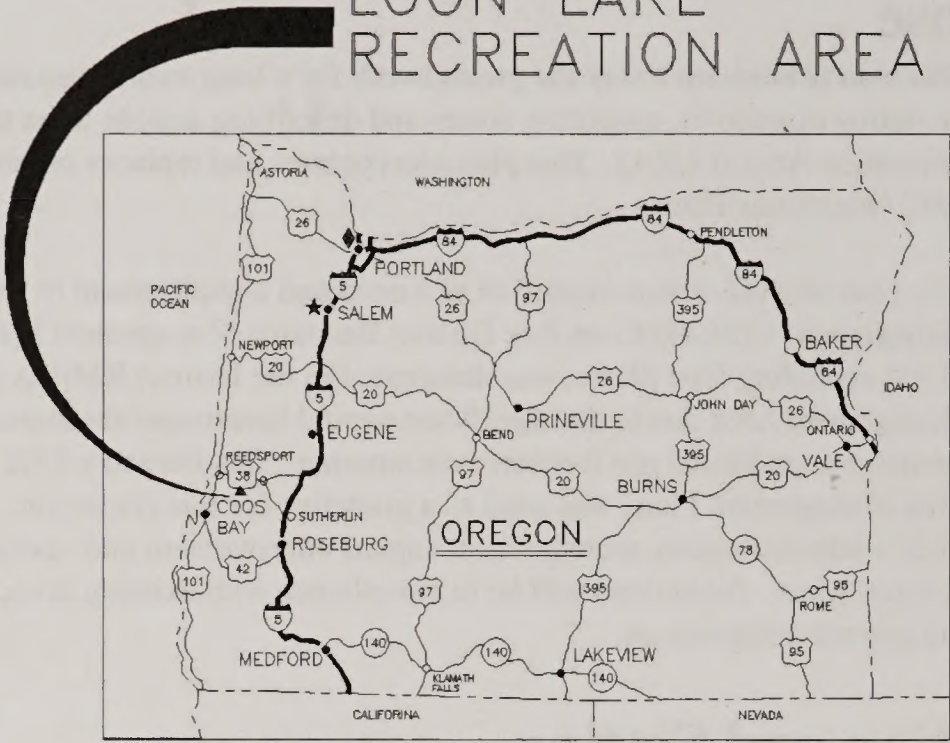 LOON LAKE
RECREATION AREA
ASTORIA
WASHINGTON
26
84
84
PENDLETON
101
PORTLAND
84
5
PACIFIC
OCEAN
26
97
395
SALEM
BAKER
NEWPORT
20
84
IDAHO
26
5
20
JOHN DAY
26
PRINEVILLE
ONTARIO
EUGENE
BEND
VALE
REEDSPORT
395
38
97
20
BURNS
20
COOS
BAY
N
SUTHERLIN
OREGON
ROSEBURG
78
42
101
97
395
95
ROME
5
140
140
LAKEVIEW
95
MEDFORD
KLAMATH
FALLS
140
CALIFORINA
NEVADA